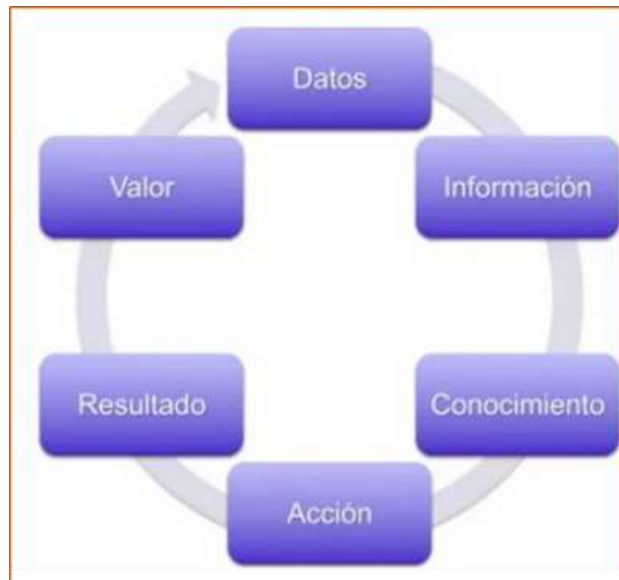 Datos
Información
Conocimiento
Acción
Resultado
Valor